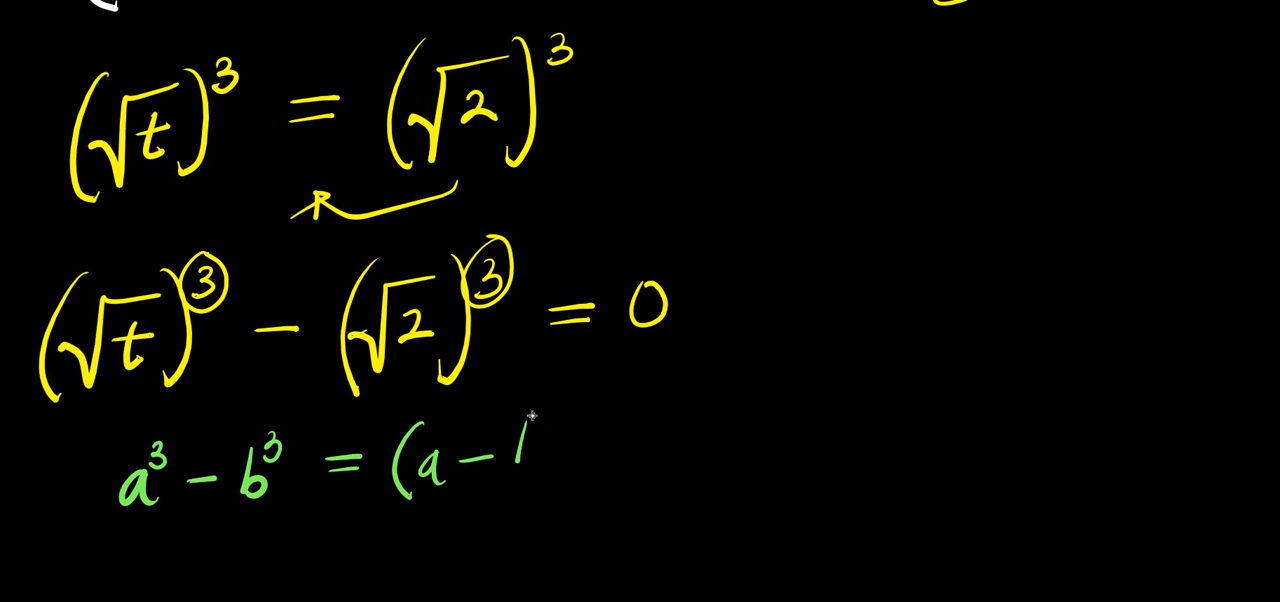 (√t)³ = (√2)³
(√t)³ - (√2)³ = 0
a³ - b³ = (a -